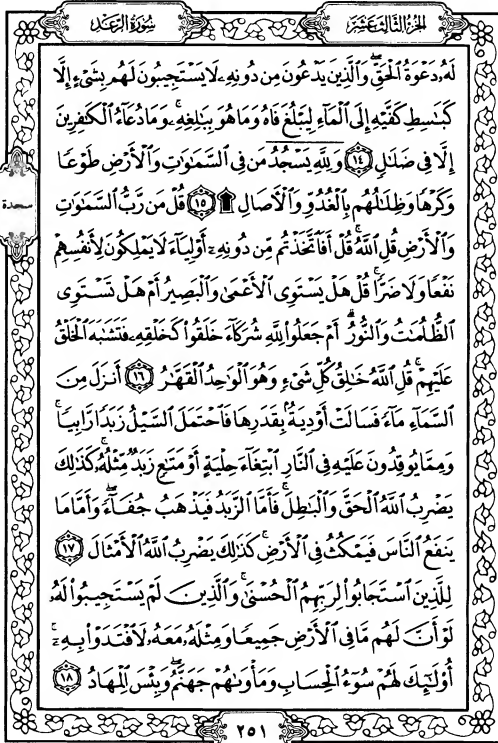 الجزء الثالث عشر
سورة الرعد
لَهُۥ دَعْوَةُ ٱلْحَقِّۖ وَٱلَّذِينَ يَدْعُونَ مِن دُونِهِۦ لَا يَسْتَجِيبُونَ لَهُم بِشَىْءٍ إِلَّا
كَبَٰسِطِ كَفَّيْهِ إِلَى ٱلْمَآءِ لِيَبْلُغَ فَاهُ وَمَا هُوَ بِبَٰلِغِهِۦۚ وَمَا دُعَآءُ ٱلْكَٰفِرِينَ
إِلَّا فِى ضَلَٰلٍ ١٤ وَلِلَّهِ يَسْجُدُ مَن فِى ٱلسَّمَٰوَٰتِ وَٱلْأَرْضِ طَوْعًا
وَكَرْهًا وَظِلَٰلُهُم بِٱلْغُدُوِّ وَٱلْءَاصَالِ ۩ ١٥ قُلْ مَن رَّبُّ ٱلسَّمَٰوَٰتِ
سجدة
وَٱلْأَرْضِ قُلِ ٱللَّهُۚ قُلْ أَفَٱتَّخَذْتُم مِّن دُونِهِۦٓ أَوْلِيَآءَ لَا يَمْلِكُونَ لِأَنفُسِهِمْ
نَفْعًا وَلَا ضَرًّاۚ قُلْ هَلْ يَسْتَوِى ٱلْأَعْمَىٰ وَٱلْبَصِيرُ أَمْ هَلْ تَسْتَوِى
ٱلظُّلُمَٰتُ وَٱلنُّورُۗ أَمْ جَعَلُوا۟ لِلَّهِ شُرَكَآءَ خَلَقُوا۟ كَخَلْقِهِۦ فَتَشَٰبَهَ ٱلْخَلْقُ
عَلَيْهِمْۚ قُلِ ٱللَّهُ خَٰلِقُ كُلِّ شَىْءٍ وَهُوَ ٱلْوَٰحِدُ ٱلْقَهَّٰرُ ١٦ أَنزَلَ مِنَ
ٱلسَّمَآءِ مَآءً فَسَالَتْ أَوْدِيَةٌۢ بِقَدَرِهَا فَٱحْتَمَلَ ٱلسَّيْلُ زَبَدًا رَّابِيًاۚ
وَمِمَّا يُوقِدُونَ عَلَيْهِ فِى ٱلنَّارِ ٱبْتِغَآءَ حِلْيَةٍ أَوْ مَتَٰعٍ زَبَدٌ مِّثْلُهُۥۚ كَذَٰلِكَ
يَضْرِبُ ٱللَّهُ ٱلْحَقَّ وَٱلْبَٰطِلَۚ فَأَمَّا ٱلزَّبَدُ فَيَذْهَبُ جُفَآءًۖ وَأَمَّا مَا
يَنفَعُ ٱلنَّاسَ فَيَمْكُثُ فِى ٱلْأَرْضِۚ كَذَٰلِكَ يَضْرِبُ ٱللَّهُ ٱلْأَمْثَالَ ١٧
لِلَّذِينَ ٱسْتَجَابُوا۟ لِرَبِّهِمُ ٱلْحُسْنَىٰۚ وَٱلَّذِينَ لَمْ يَسْتَجِيبُوا۟ لَهُۥ
لَوْ أَنَّ لَهُم مَّا فِى ٱلْأَرْضِ جَمِيعًا وَمِثْلَهُۥ مَعَهُۥ لَٱفْتَدَوْا۟ بِهِۦٓۚ
أُو۟لَٰٓئِكَ لَهُمْ سُوٓءُ ٱلْحِسَابِ وَمَأْوَىٰهُمْ جَهَنَّمُۖ وَبِئْسَ ٱلْمِهَادُ ١٨
٢٥١